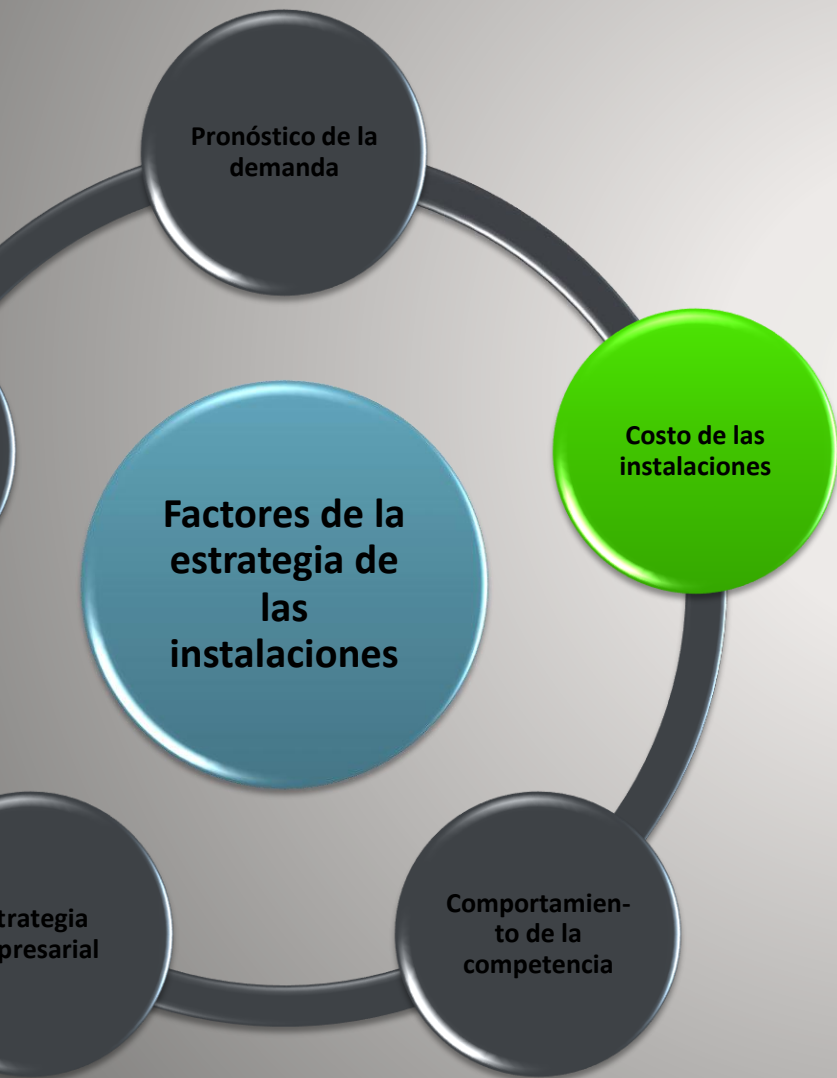 Pronóstico de la
demanda
Costo de las
instalaciones
Factores de la
estrategia de
las
instalaciones
Comportamien-
to de la
competencia
trategia
presarial